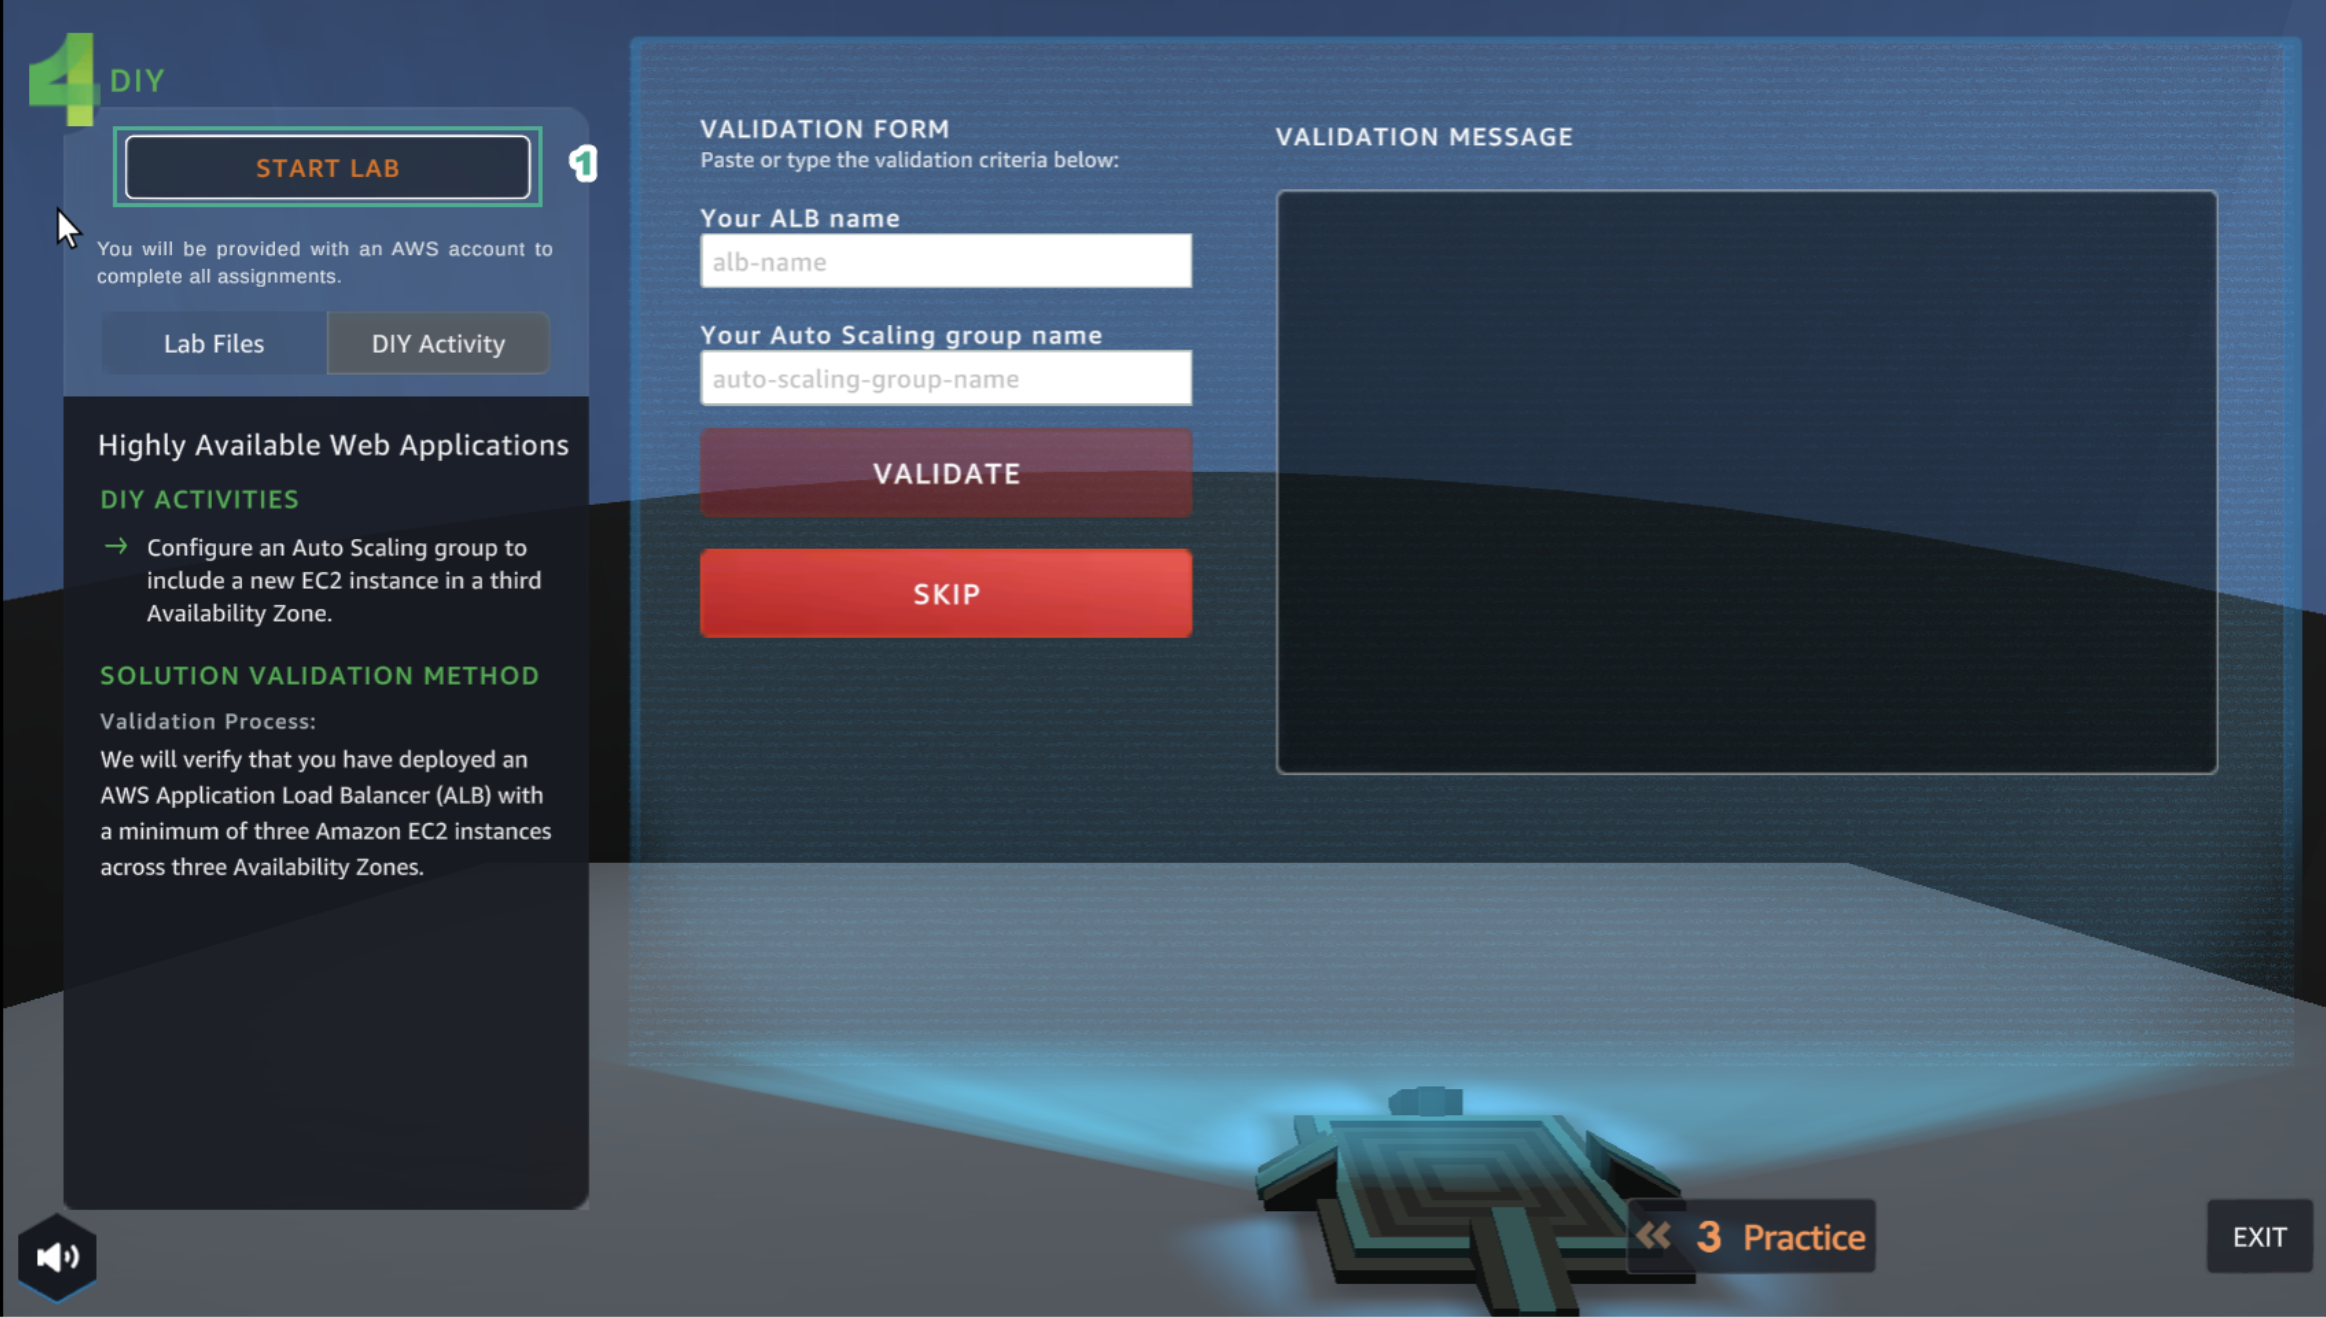 4 DIY
START LAB
1
You will be provided with an AWS account to
complete all assignments.
Lab Files
DIY Activity
Highly Available Web Applications
DIY ACTIVITIES
→ Configure an Auto Scaling group to
include a new EC2 instance in a third
Availability Zone.
SOLUTION VALIDATION METHOD
Validation Process:
We will verify that you have deployed an
AWS Application Load Balancer (ALB) with
a minimum of three Amazon EC2 instances
across three Availability Zones.
VALIDATION FORM
Paste or type the validation criteria below:
Your ALB name
alb-name
Your Auto Scaling group name
auto-scaling-group-name
VALIDATE
SKIP
VALIDATION MESSAGE
3 Practice
EXIT